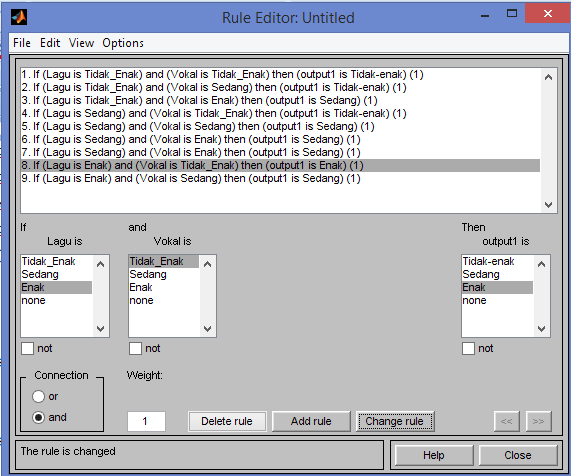 Rule Editor: Untitled
File Edit View Options
1. If (Lagu is Tidak_Enak) and (Vokal is Tidak_Enak) then (output1 is Tidak-enak) (1)
2. If (Lagu is Tidak_Enak) and (Vokal is Sedang) then (output1 is Tidak-enak) (1)
3. If (Lagu is Tidak_Enak) and (Vokal is Enak) then (output1 is Sedang) (1)
4. If (Lagu is Sedang) and (Vokal is Tidak_Enak) then (output1 is Tidak-enak) (1)
5. If (Lagu is Sedang) and (Vokal is Sedang) then (output1 is Sedang) (1)
6. If (Lagu is Sedang) and (Vokal is Enak) then (output1 is Sedang) (1)
7. If (Lagu is Sedang) and (Vokal is Enak) then (output1 is Sedang) (1)
8. If (Lagu is Enak) and (Vokal is Tidak_Enak) then (output1 is Enak) (1)
9. If (Lagu is Enak) and (Vokal is Sedang) then (output1 is Sedang) (1)
If and Then
Lagu is Vokal is output1 is
Tidak_Enak Tidak_Enak Tidak-enak
Sedang Sedang Sedang
Enak Enak Enak
none none none
not not not
Connection Weight:
or
and 1 Delete rule Add rule Change rule << >>
The rule is changed Help Close